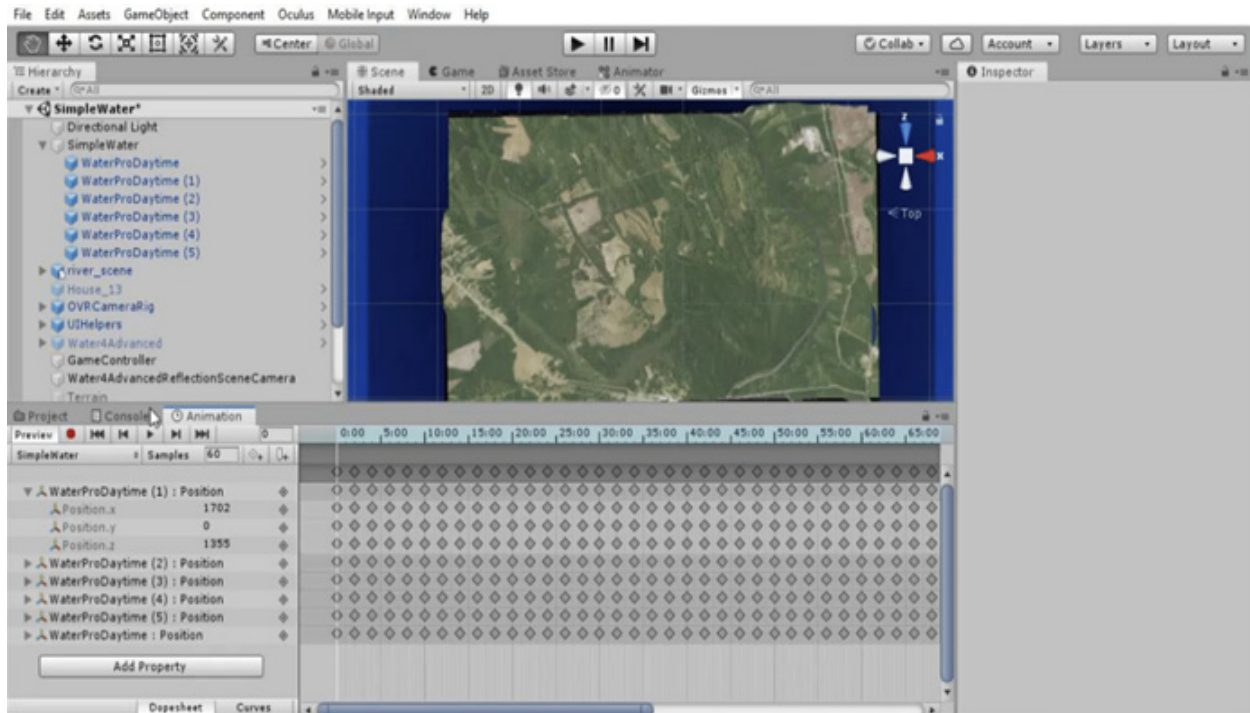 File Edit Assets GameObject Component Oculus Mobile Input Window Help
Center Global Collab Account Layers Layout
Hierarchy Scene Game Asset Store Animator Inspector
Create All Shaded 2D 0 Gizmos All
SimpleWater*
Directional Light
SimpleWater
WaterProDaytime
WaterProDaytime (1)
WaterProDaytime (2)
WaterProDaytime (3)
WaterProDaytime (4)
WaterProDaytime (5)
river_scene
House_13
OVRCameraRig
UIHelpers
Water4Advanced
GameController
Water4AdvancedReflectionSceneCamera
Terrain
z
x
Top
Project Console Animation
Preview 0 0:00 5:00 10:00 15:00 20:00 25:00 30:00 35:00 40:00 45:00 50:00 55:00 60:00 65:00
SimpleWater Samples 60
WaterProDaytime (1) : Position
Position.x 1702
Position.y 0
Position.z 1355
WaterProDaytime (2) : Position
WaterProDaytime (3) : Position
WaterProDaytime (4) : Position
WaterProDaytime (5) : Position
WaterProDaytime : Position
Add Property
Dopesheet Curves